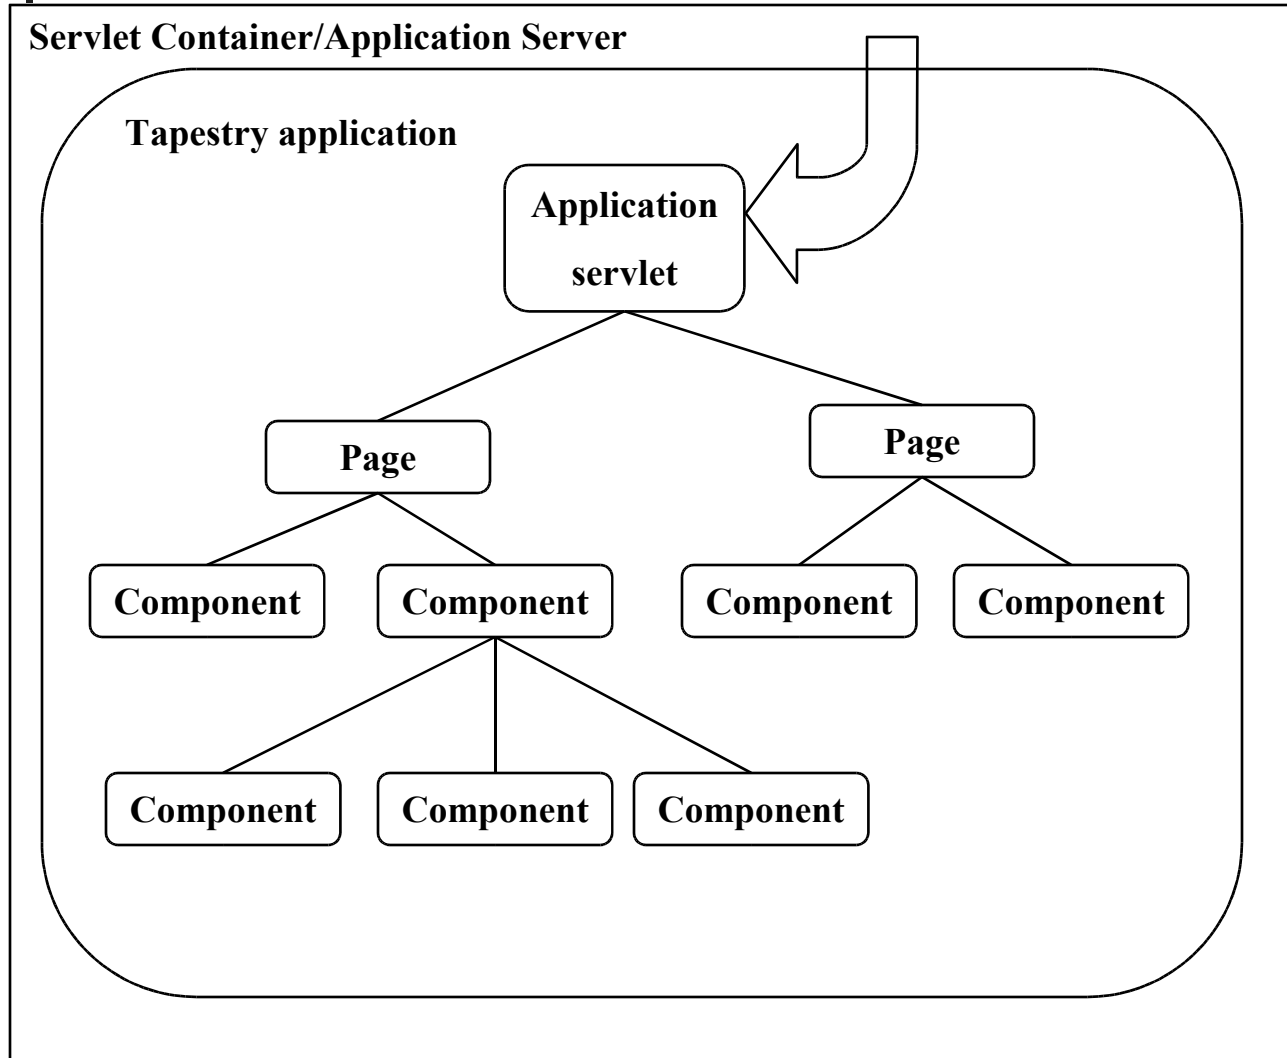 Servlet Container/Application Server
Tapestry application
Application
servlet
Page
Page
Component
Component
Component
Component
Component
Component
Component